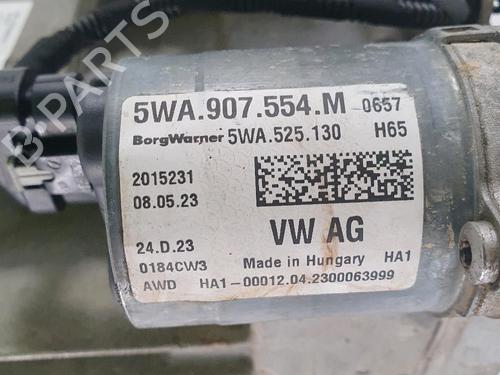 B-PARTS
5WA.907.554.M 0657
BorgWarner 5WA.525.130 H65
2015231
08.05.23
VW AG
24.D.23
0184CW3 Made in Hungary HA1
AWD HA1-00012.04.2300063999